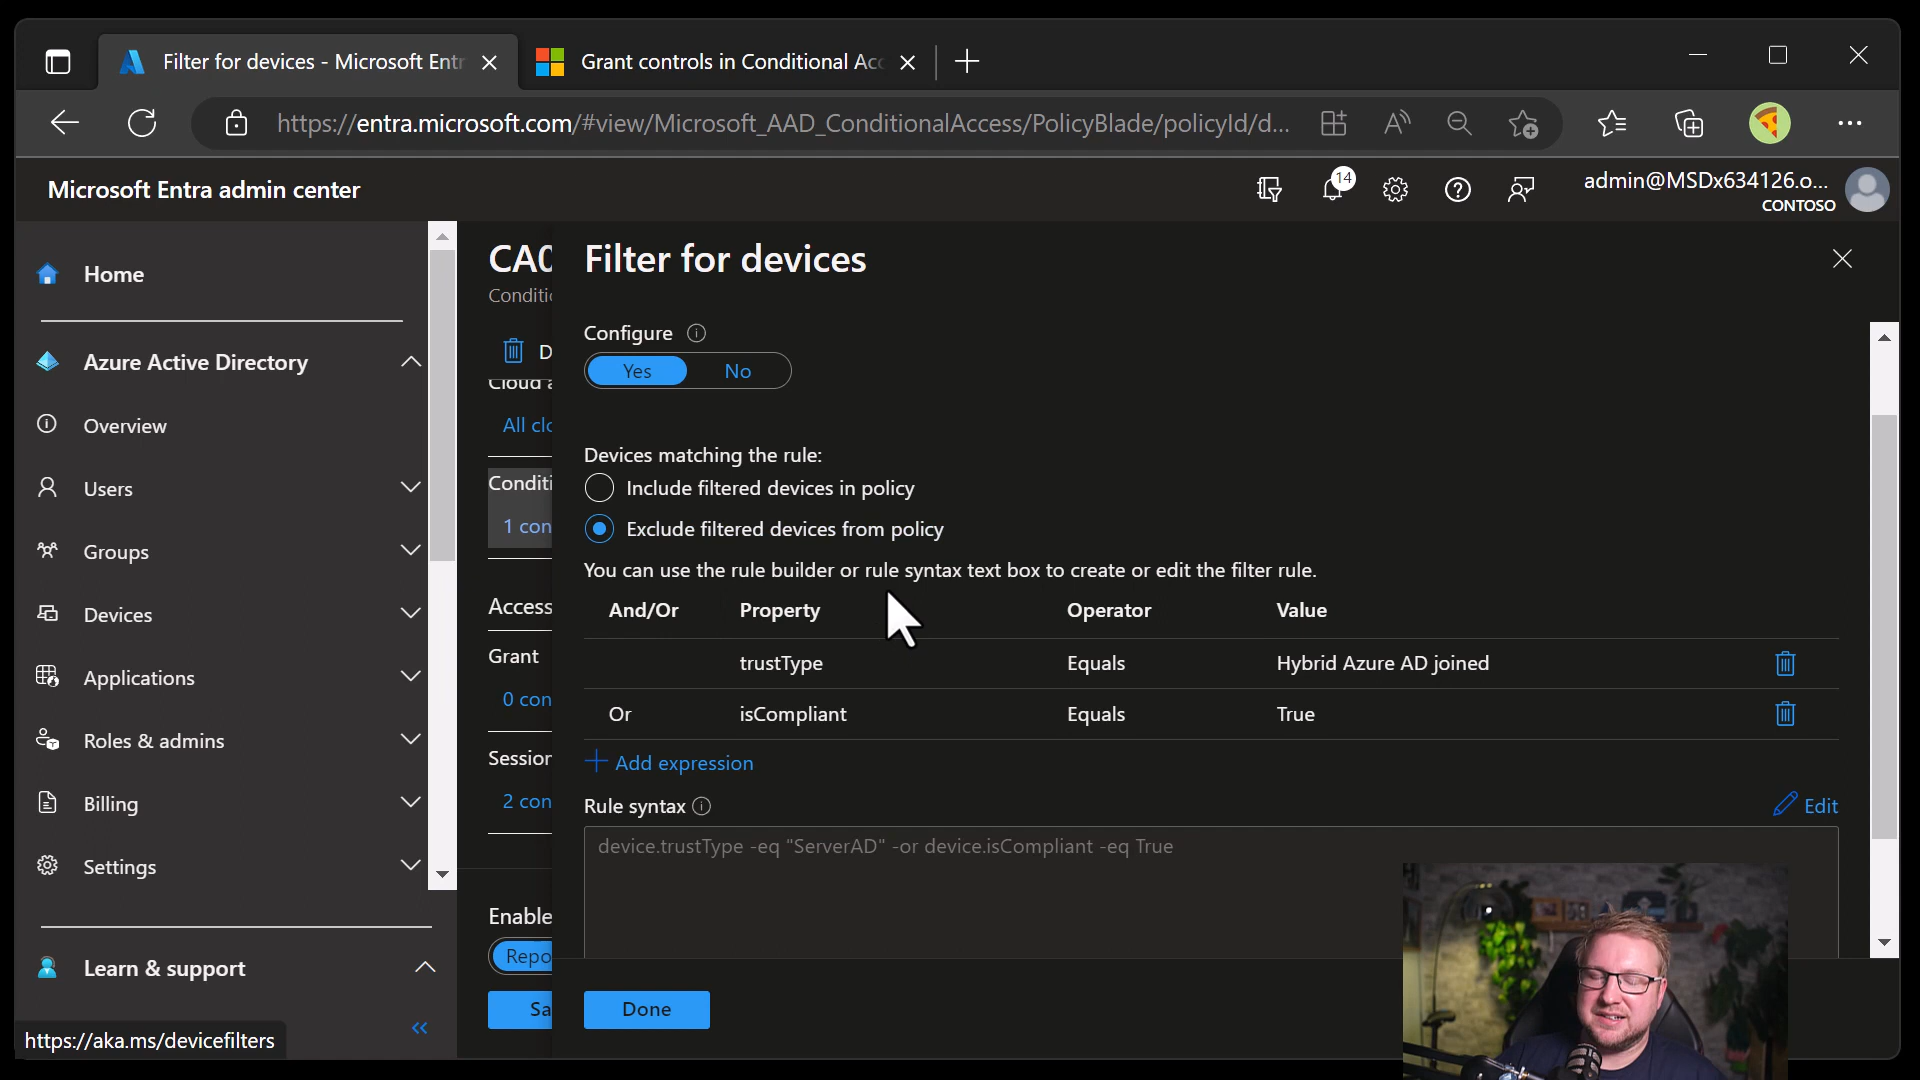 Filter for devices - Microsoft Entr
Grant controls in Conditional Acc
https://entra.microsoft.com/#view/Microsoft_AAD_ConditionalAccess/PolicyBlade/policyId/d...
Microsoft Entra admin center
14
admin@MSDx634126.o...
CONTOSO
Home
Azure Active Directory
Overview
Users
Groups
Devices
Applications
Roles & admins
Billing
Settings
Learn & support
https://aka.ms/devicefilters
CA0
Conditic
D
Cloud a
All clo
Conditi
1 con
Access
Grant
0 con
Session
2 con
Enable
Repo
Sa
Filter for devices
Configure
Yes No
Devices matching the rule:
Include filtered devices in policy
Exclude filtered devices from policy
You can use the rule builder or rule syntax text box to create or edit the filter rule.
And/Or Property Operator Value
trustType Equals Hybrid Azure AD joined
Or isCompliant Equals True
Add expression
Rule syntax
Edit
device.trustType -eq "ServerAD" -or device.isCompliant -eq True
Done